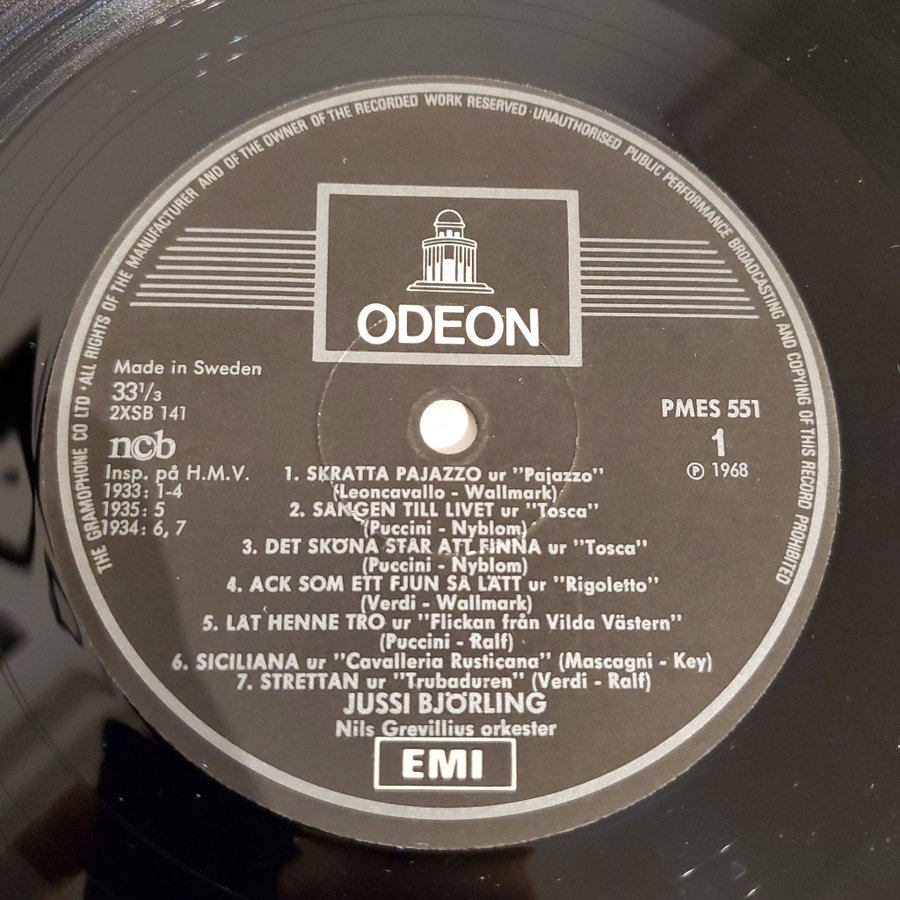 THE GRAMOPHONE CO LTD · ALL RIGHTS OF THE MANUFACTURER AND OF THE OWNER OF THE RECORDED WORK RESERVED · UNAUTHORISED PUBLIC PERFORMANCE BROADCASTING AND COPYING OF THIS RECORD PROHIBITED
ODEON
Made in Sweden
33 1/3
2XSB 141
ncb
Insp. på H.M.V.
1933: 1-4
1935: 5
1934: 6, 7
PMES 551
1
℗ 1968
1. SKRATTA PAJAZZO ur "Pajazzo"
(Leoncavallo - Wallmark)
2. SÅNGEN TILL LIVET ur "Tosca"
(Puccini - Nyblom)
3. DET SKÖNA STÅR ATT FINNA ur "Tosca"
(Puccini - Nyblom)
4. ACK SOM ETT FJUN SÅ LÄTT ur "Rigoletto"
(Verdi - Wallmark)
5. LÅT HENNE TRO ur "Flickan från Vilda Västern"
(Puccini - Ralf)
6. SICILIANA ur "Cavalleria Rusticana" (Mascagni - Key)
7. STRETTAN ur "Trubaduren" (Verdi - Ralf)
JUSSI BJÖRLING
Nils Grevillius orkester
EMI